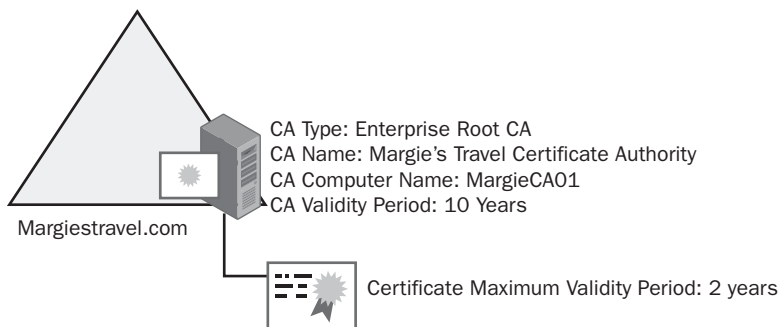 CA Type: Enterprise Root CA
CA Name: Margie's Travel Certificate Authority
CA Computer Name: MargieCA01
CA Validity Period: 10 Years
Margiestravel.com
Certificate Maximum Validity Period: 2 years